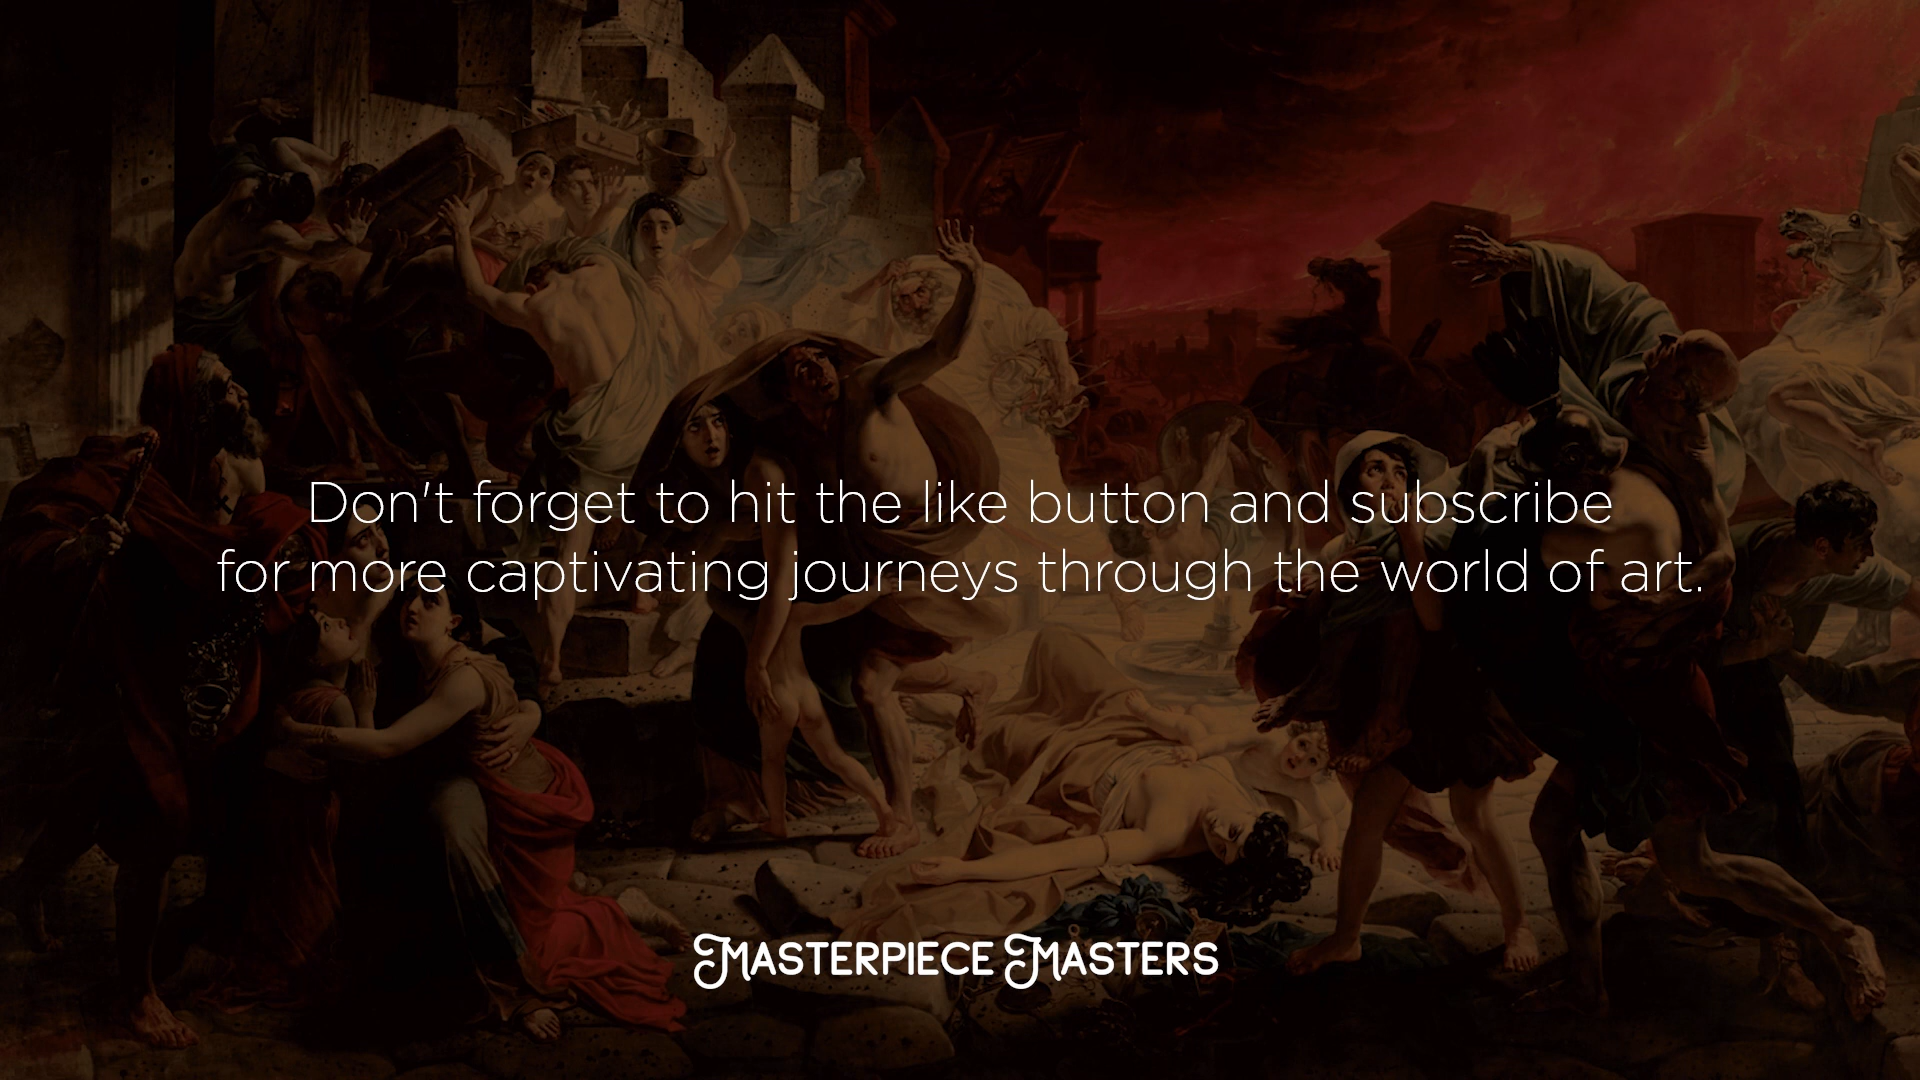 Don't forget to hit the like button and subscribe
for more captivating journeys through the world of art.
Masterpiece Masters